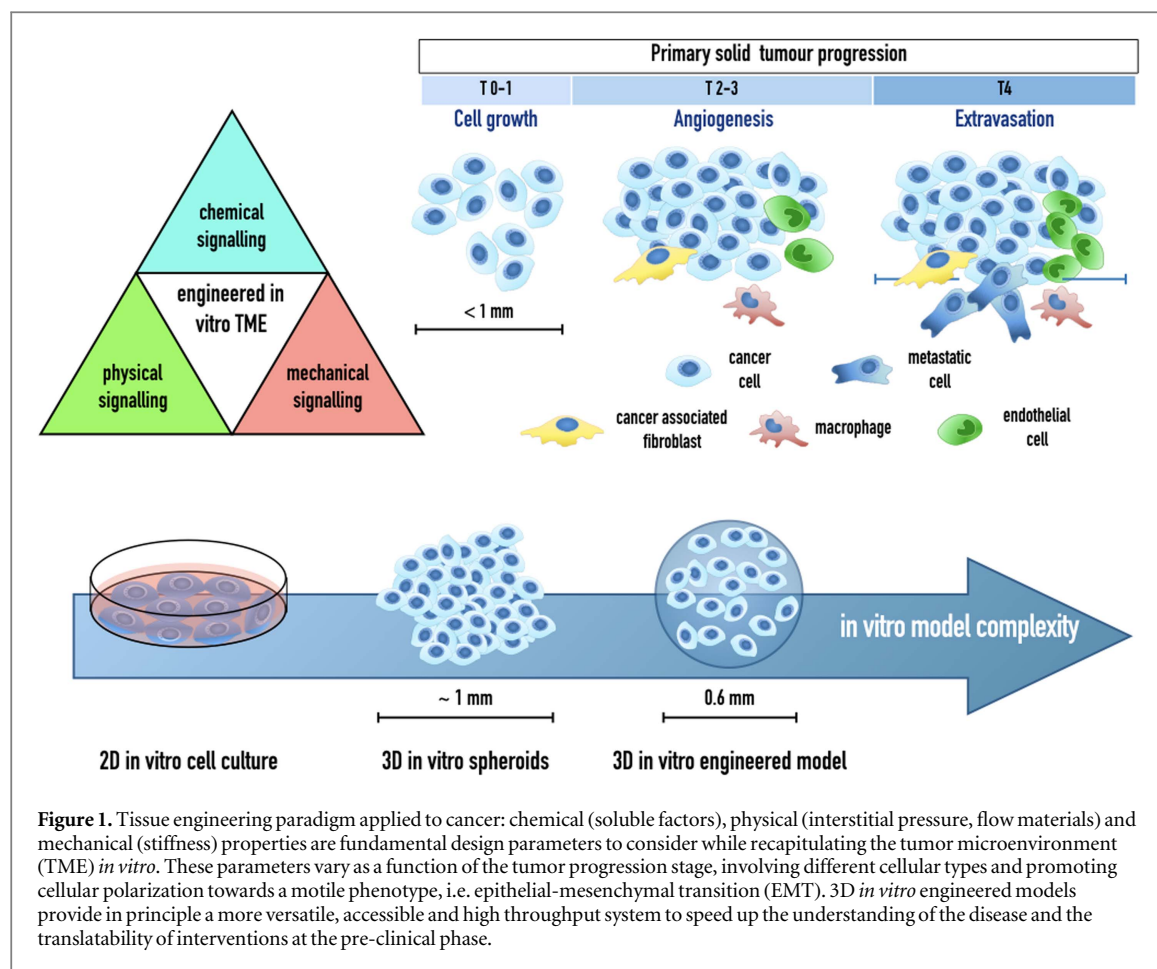 Primary solid tumour progression
T 0-1
T 2-3
T4
Cell growth
Angiogenesis
Extravasation
chemical
signalling
engineered in
vitro TME
physical
signalling
mechanical
signalling
< 1 mm
cancer
cell
metastatic
cell
cancer associated
fibroblast
macrophage
endothelial
cell
in vitro model complexity
~ 1 mm
0.6 mm
2D in vitro cell culture
3D in vitro spheroids
3D in vitro engineered model
Figure 1. Tissue engineering paradigm applied to cancer: chemical (soluble factors), physical (interstitial pressure, flow materials) and
mechanical (stiffness) properties are fundamental design parameters to consider while recapitulating the tumor microenvironment
(TME) in vitro. These parameters vary as a function of the tumor progression stage, involving different cellular types and promoting
cellular polarization towards a motile phenotype, i.e. epithelial-mesenchymal transition (EMT). 3D in vitro engineered models
provide in principle a more versatile, accessible and high throughput system to speed up the understanding of the disease and the
translatability of interventions at the pre-clinical phase.